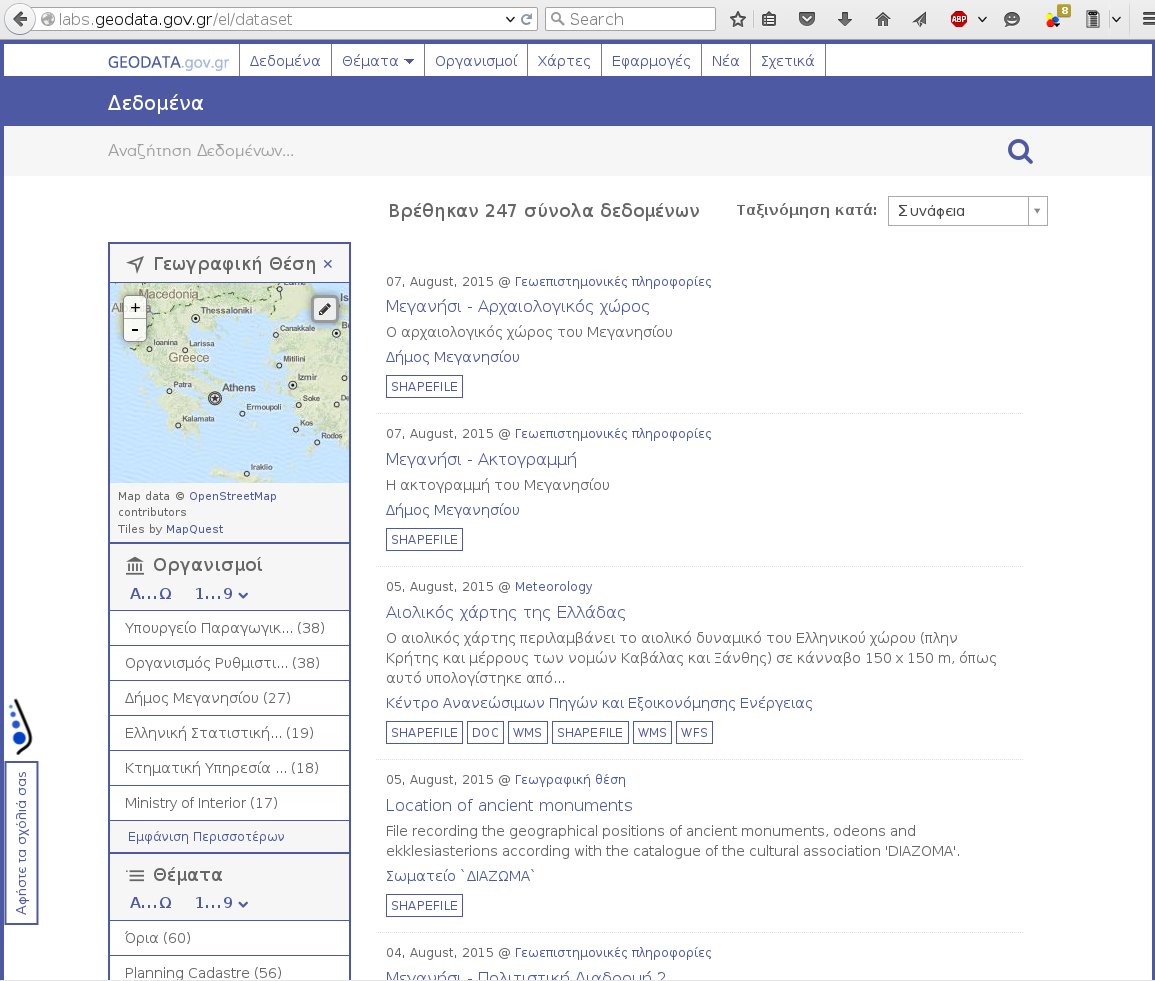 labs.geodata.gov.gr/el/dataset
Search
ABP
8
GEODATA.gov.gr
Δεδομένα
Θέματα
Οργανισμοί
Χάρτες
Εφαρμογές
Νέα
Σχετικά
Δεδομένα
Αναζήτηση Δεδομένων...
Βρέθηκαν 247 σύνολα δεδομένων
Ταξινόμηση κατά:
Συνάφεια
Γεωγραφική Θέση ×
+
-
Macedonia
Thessaloniki
Canakkale
Ioanina
Larissa
Greece
Mitilini
Izmir
Patra
Athens
Ermoupoli
Soke
Kalamata
Kos
Rodos
Iraklio
Map data © OpenStreetMap
contributors
Tiles by MapQuest
Οργανισμοί
Α...Ω 1...9
Υπουργείο Παραγωγικ... (38)
Οργανισμός Ρυθμιστι... (38)
Δήμος Μεγανησίου (27)
Ελληνική Στατιστική... (19)
Κτηματική Υπηρεσία ... (18)
Ministry of Interior (17)
Εμφάνιση Περισσοτέρων
Θέματα
Α...Ω 1...9
Όρια (60)
Planning Cadastre (56)
Αφήστε τα σχόλιά σας
07, August, 2015 @ Γεωεπιστημονικές πληροφορίες
Μεγανήσι - Αρχαιολογικός χώρος
Ο αρχαιολογικός χώρος του Μεγανησίου
Δήμος Μεγανησίου
SHAPEFILE
07, August, 2015 @ Γεωεπιστημονικές πληροφορίες
Μεγανήσι - Ακτογραμμή
Η ακτογραμμή του Μεγανησίου
Δήμος Μεγανησίου
SHAPEFILE
05, August, 2015 @ Meteorology
Αιολικός χάρτης της Ελλάδας
Ο αιολικός χάρτης περιλαμβάνει το αιολικό δυναμικό του Ελληνικού χώρου (πλην
Κρήτης και μέρρους των νομών Καβάλας και Ξάνθης) σε κάνναβο 150 x 150 m, όπως
αυτό υπολογίστηκε από...
Κέντρο Ανανεώσιμων Πηγών και Εξοικονόμησης Ενέργειας
SHAPEFILE DOC WMS SHAPEFILE WMS WFS
05, August, 2015 @ Γεωγραφική θέση
Location of ancient monuments
File recording the geographical positions of ancient monuments, odeons and
ekklesiasterions according with the catalogue of the cultural association 'DIAZOMA'.
Σωματείο `ΔΙΑΖΩΜΑ`
SHAPEFILE
04, August, 2015 @ Γεωεπιστημονικές πληροφορίες
Μεγανήσι - Πολιτιστική Διαδρομή 2